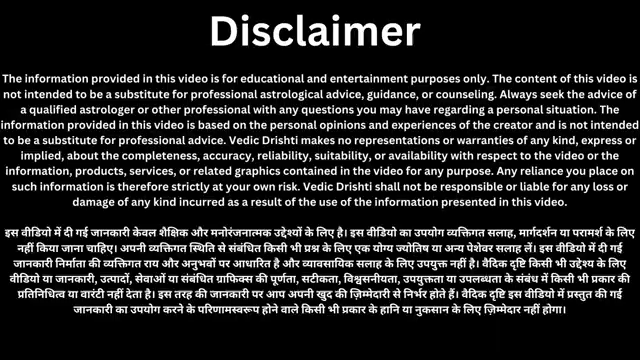 Disclaimer
The information provided in this video is for educational and entertainment purposes only. The content of this video is
not intended to be a substitute for professional astrological advice, guidance, or counseling. Always seek the advice of
a qualified astrologer or other professional with any questions you may have regarding a personal situation. The
information provided in this video is based on the personal opinions and experiences of the creator and is not intended
to be a substitute for professional advice. Vedic Drishti makes no representations or warranties of any kind, express or
implied, about the completeness, accuracy, reliability, suitability, or availability with respect to the video or the
information, products, services, or related graphics contained in the video for any purpose. Any reliance you place on
such information is therefore strictly at your own risk. Vedic Drishti shall not be responsible or liable for any loss or
damage of any kind incurred as a result of the use of the information presented in this video.
इस वीडियो में दी गई जानकारी केवल शैक्षिक और मनोरंजनात्मक उद्देश्यों के लिए है। इस वीडियो का उपयोग व्यक्तिगत सलाह, मार्गदर्शन या परामर्श के लिए
नहीं किया जाना चाहिए। अपनी व्यक्तिगत स्थिति से संबंधित किसी भी प्रश्न के लिए एक योग्य ज्योतिष या अन्य पेशेवर सलाह लें। इस वीडियो में दी गई
जानकारी निर्माता की व्यक्तिगत राय और अनुभवों पर आधारित है और व्यावसायिक सलाह के लिए उपयुक्त नहीं है। वैदिक दृष्टि किसी भी उद्देश्य के लिए
वीडियो या जानकारी, उत्पादों, सेवाओं या संबंधित ग्राफिक्स की पूर्णता, सटीकता, विश्वसनीयता, उपयुक्तता या उपलब्धता के संबंध में किसी भी प्रकार की
प्रतिनिधित्व या वारंटी नहीं देता है। इस तरह की जानकारी पर आप अपनी खुद की ज़िम्मेदारी से निर्भर होते हैं। वैदिक दृष्टि इस वीडियो में प्रस्तुत की गई
जानकारी का उपयोग करने के परिणामस्वरूप होने वाले किसी भी प्रकार के हानि या नुकसान के लिए ज़िम्मेदार नहीं होगा।